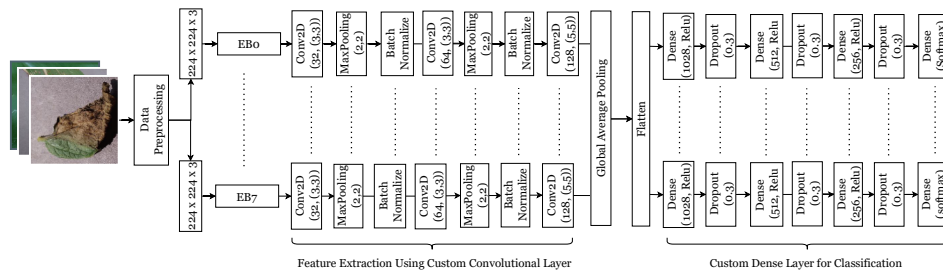 Data
Preprocessing
224 x 224 x 3
EB0
Conv2D
(32, (3,3))
MaxPooling
(2,2)
Batch
Normalize
Conv2D
(64, (3,3))
MaxPooling
(2,2)
Batch
Normalize
Conv2D
(128, (5,5))
224 x 224 x 3
EB7
Conv2D
(32, (3,3))
MaxPooling
(2,2)
Batch
Normalize
Conv2D
(64, (3,3))
MaxPooling
(2,2)
Batch
Normalize
Conv2D
(128, (5,5))
Global Average Pooling
Flatten
Dense
(1028, Relu)
Dropout
(0.3)
Dense
(512, Relu
Dropout
(0.3)
Dense
(256, Relu)
Dropout
(0.3)
Dense
(Softmax)
Dense
(1028, Relu)
Dropout
(0.3)
Dense
(512, Relu)
Dropout
(0.3)
Dense
(256, Relu)
Dropout
(0.3)
Dense
(softmax)
Feature Extraction Using Custom Convolutional Layer
Custom Dense Layer for Classification